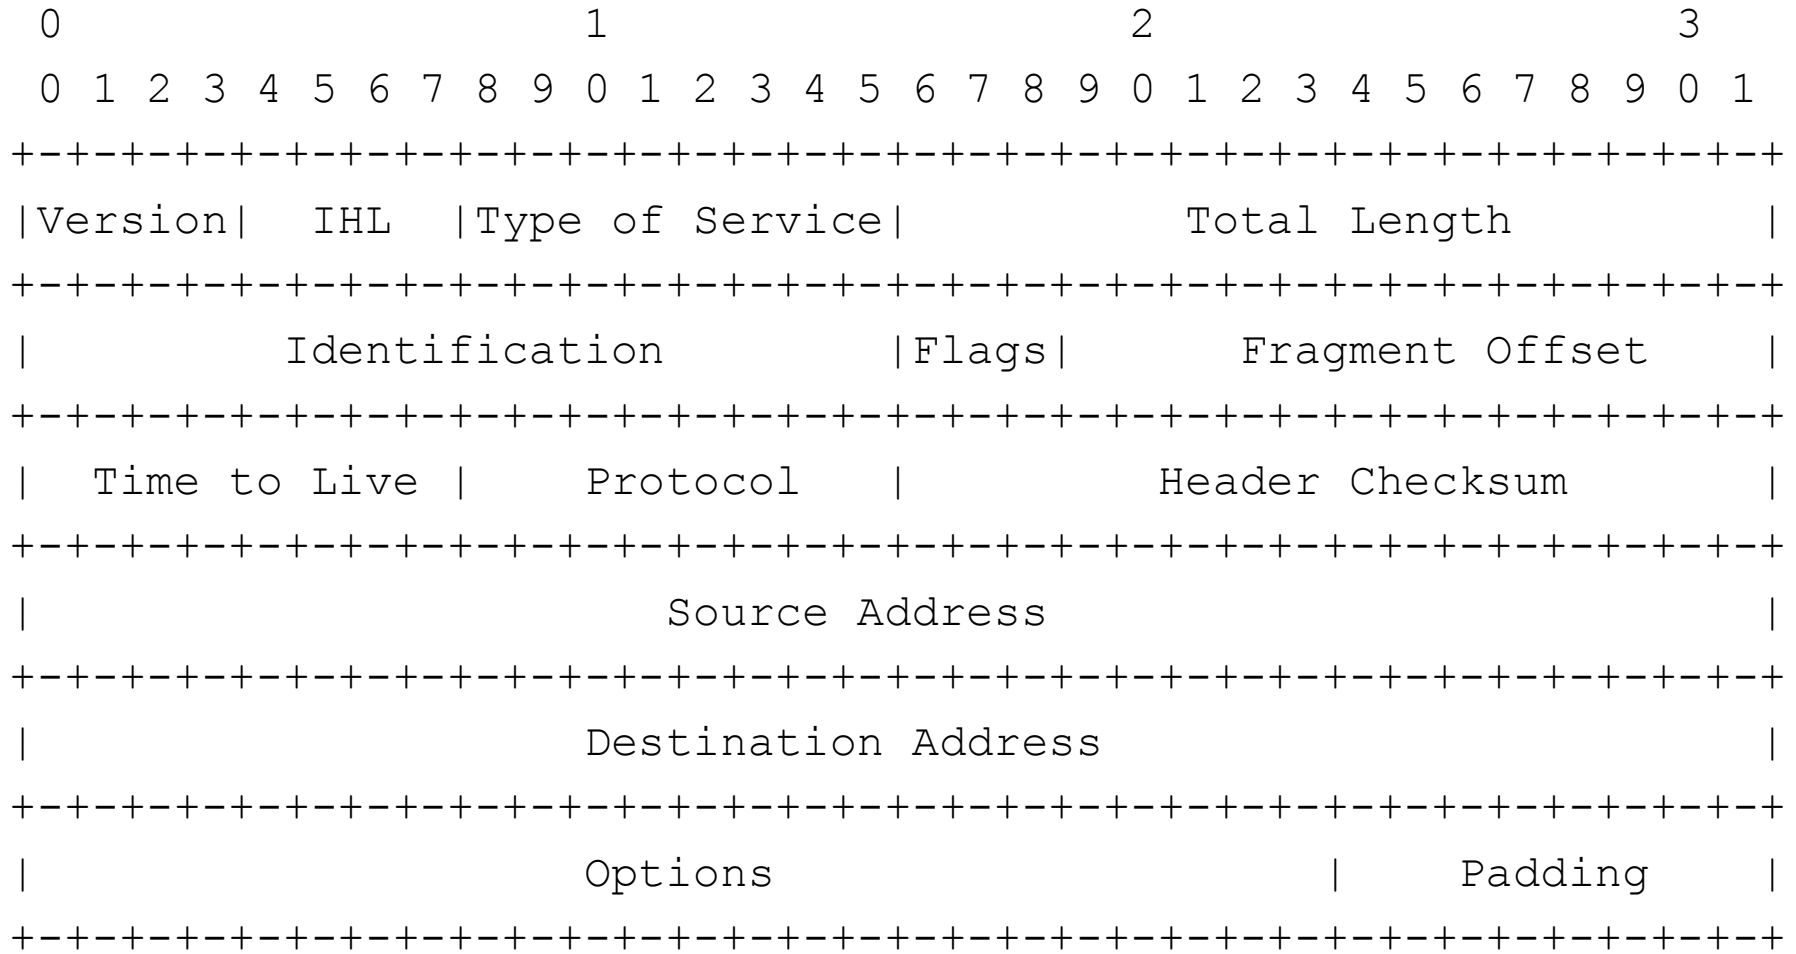 0                   1                   2                   3
 0 1 2 3 4 5 6 7 8 9 0 1 2 3 4 5 6 7 8 9 0 1 2 3 4 5 6 7 8 9 0 1
+-+-+-+-+-+-+-+-+-+-+-+-+-+-+-+-+-+-+-+-+-+-+-+-+-+-+-+-+-+-+-+-+
|Version|  IHL  |Type of Service|          Total Length         |
+-+-+-+-+-+-+-+-+-+-+-+-+-+-+-+-+-+-+-+-+-+-+-+-+-+-+-+-+-+-+-+-+
|         Identification        |Flags|      Fragment Offset    |
+-+-+-+-+-+-+-+-+-+-+-+-+-+-+-+-+-+-+-+-+-+-+-+-+-+-+-+-+-+-+-+-+
|  Time to Live |    Protocol   |         Header Checksum       |
+-+-+-+-+-+-+-+-+-+-+-+-+-+-+-+-+-+-+-+-+-+-+-+-+-+-+-+-+-+-+-+-+
|                       Source Address                          |
+-+-+-+-+-+-+-+-+-+-+-+-+-+-+-+-+-+-+-+-+-+-+-+-+-+-+-+-+-+-+-+-+
|                    Destination Address                        |
+-+-+-+-+-+-+-+-+-+-+-+-+-+-+-+-+-+-+-+-+-+-+-+-+-+-+-+-+-+-+-+-+
|                    Options                    |    Padding    |
+-+-+-+-+-+-+-+-+-+-+-+-+-+-+-+-+-+-+-+-+-+-+-+-+-+-+-+-+-+-+-+-+